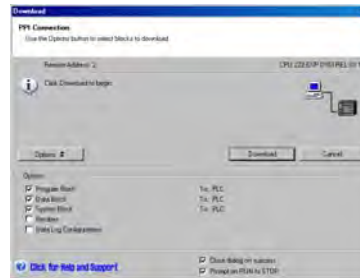 Download
PPI Connection
Use the Options button to select blocks to download.
Remote Address: 2
CPU
Click Download to begin.
Options
Download
Cancel
Options
Program Block
To: PLC
Data Block
To: PLC
System Block
To: PLC
Recipes
Data Log Configurations
Click for Help and Support
Close dialog on success
Prompt on RUN to STOP